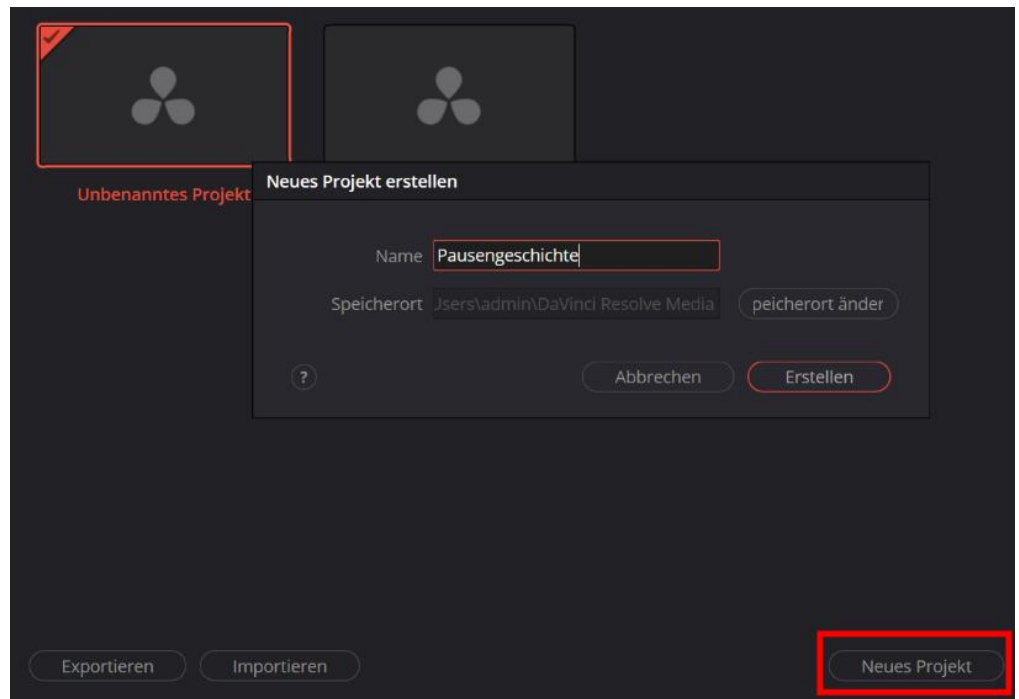 Unbenanntes Projekt
Neues Projekt erstellen
Name Pausengeschichte
Speicherort Jsers\admin\DaVinci Resolve Media peicherort änder
? Abbrechen Erstellen
Exportieren Importieren Neues Projekt